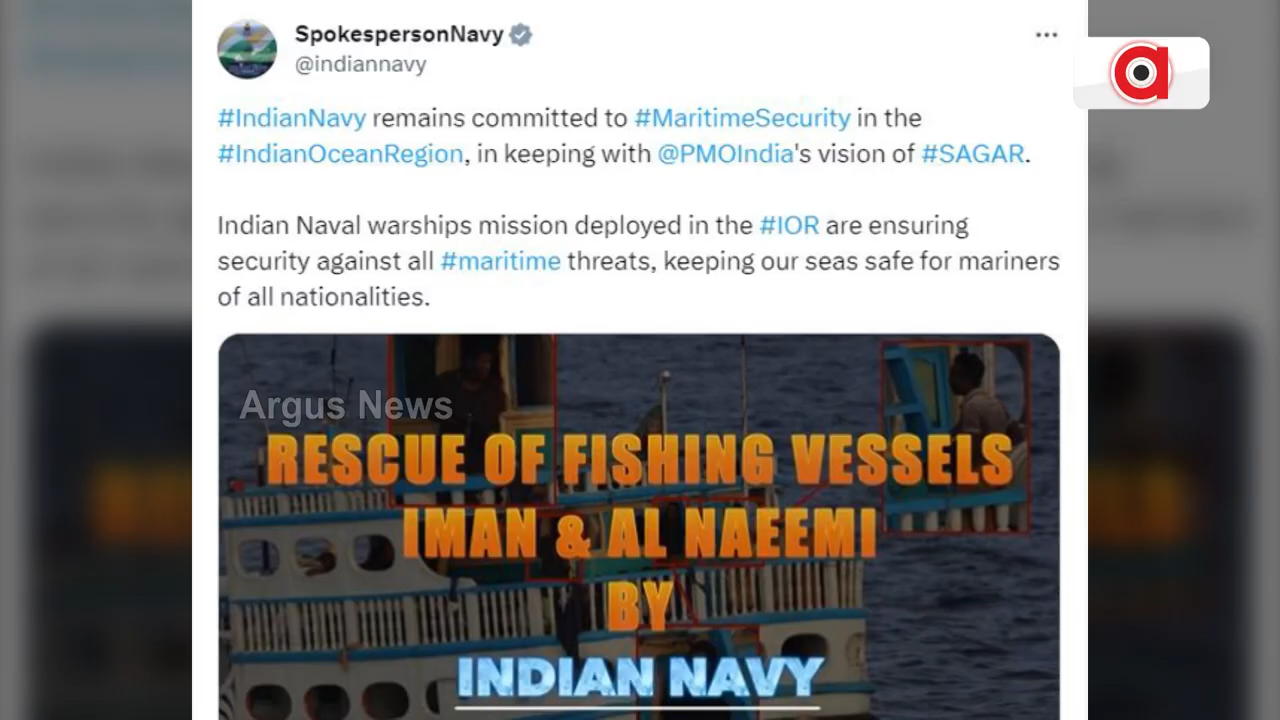 SpokespersonNavy
@indiannavy
#IndianNavy remains committed to #MaritimeSecurity in the
#IndianOceanRegion, in keeping with @PMOIndia's vision of #SAGAR.
Indian Naval warships mission deployed in the #IOR are ensuring
security against all #maritime threats, keeping our seas safe for mariners
of all nationalities.
Argus News
RESCUE OF FISHING VESSELS
IMAN & AL NAEEMI
BY
INDIAN NAVY
a